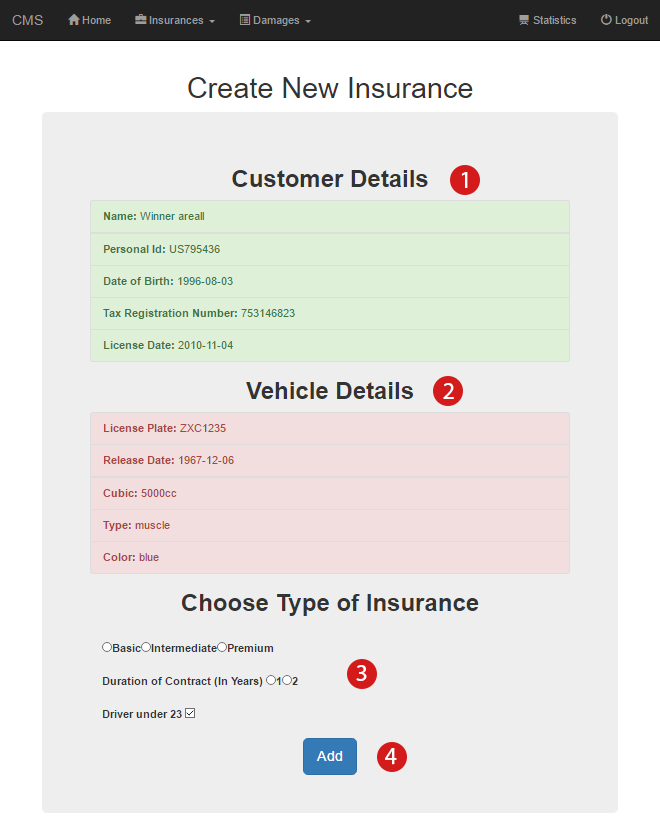 CMS Home Insurances Damages Statistics Logout
Create New Insurance
Customer Details 1
Name: Winner areall
Personal Id: US795436
Date of Birth: 1996-08-03
Tax Registration Number: 753146823
License Date: 2010-11-04
Vehicle Details 2
License Plate: ZXC1235
Release Date: 1967-12-06
Cubic: 5000cc
Type: muscle
Color: blue
Choose Type of Insurance
Basic Intermediate Premium
Duration of Contract (In Years) 1 2
3
Driver under 23
Add 4